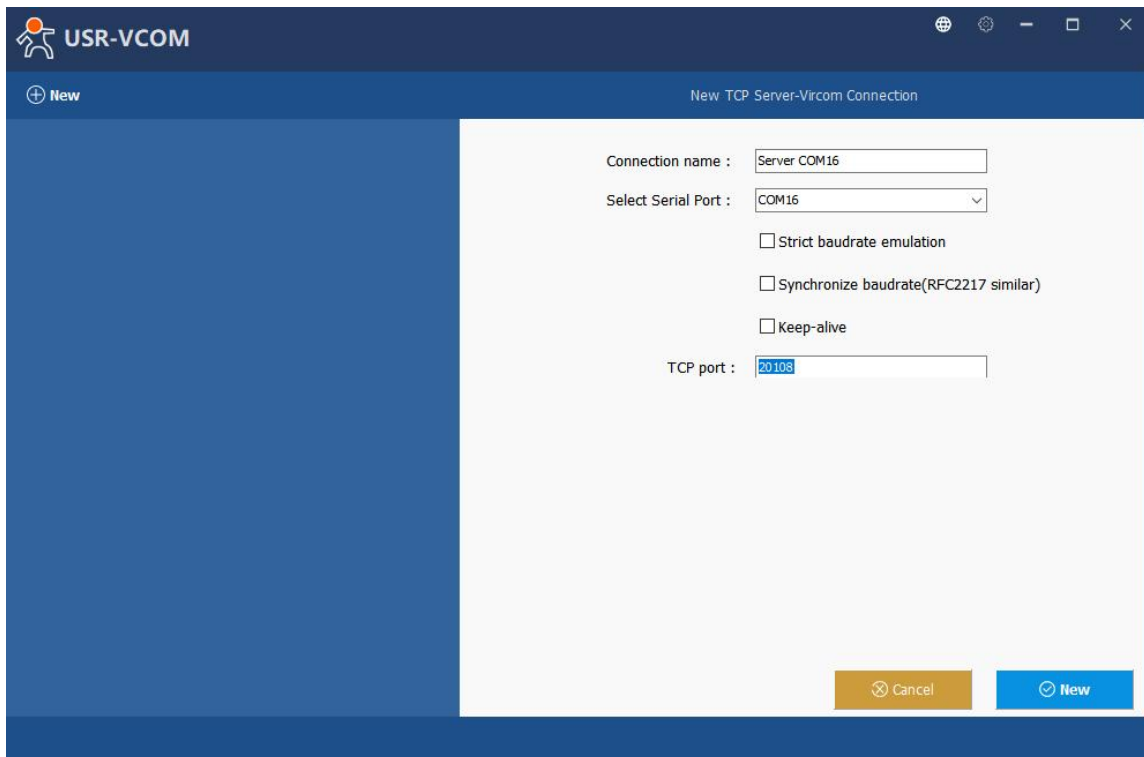 USR-VCOM
New
New TCP Server-Vircom Connection
Connection name :
Server COM16
Select Serial Port :
COM16
Strict baudrate emulation
Synchronize baudrate(RFC2217 similar)
Keep-alive
TCP port :
20108
Cancel
New